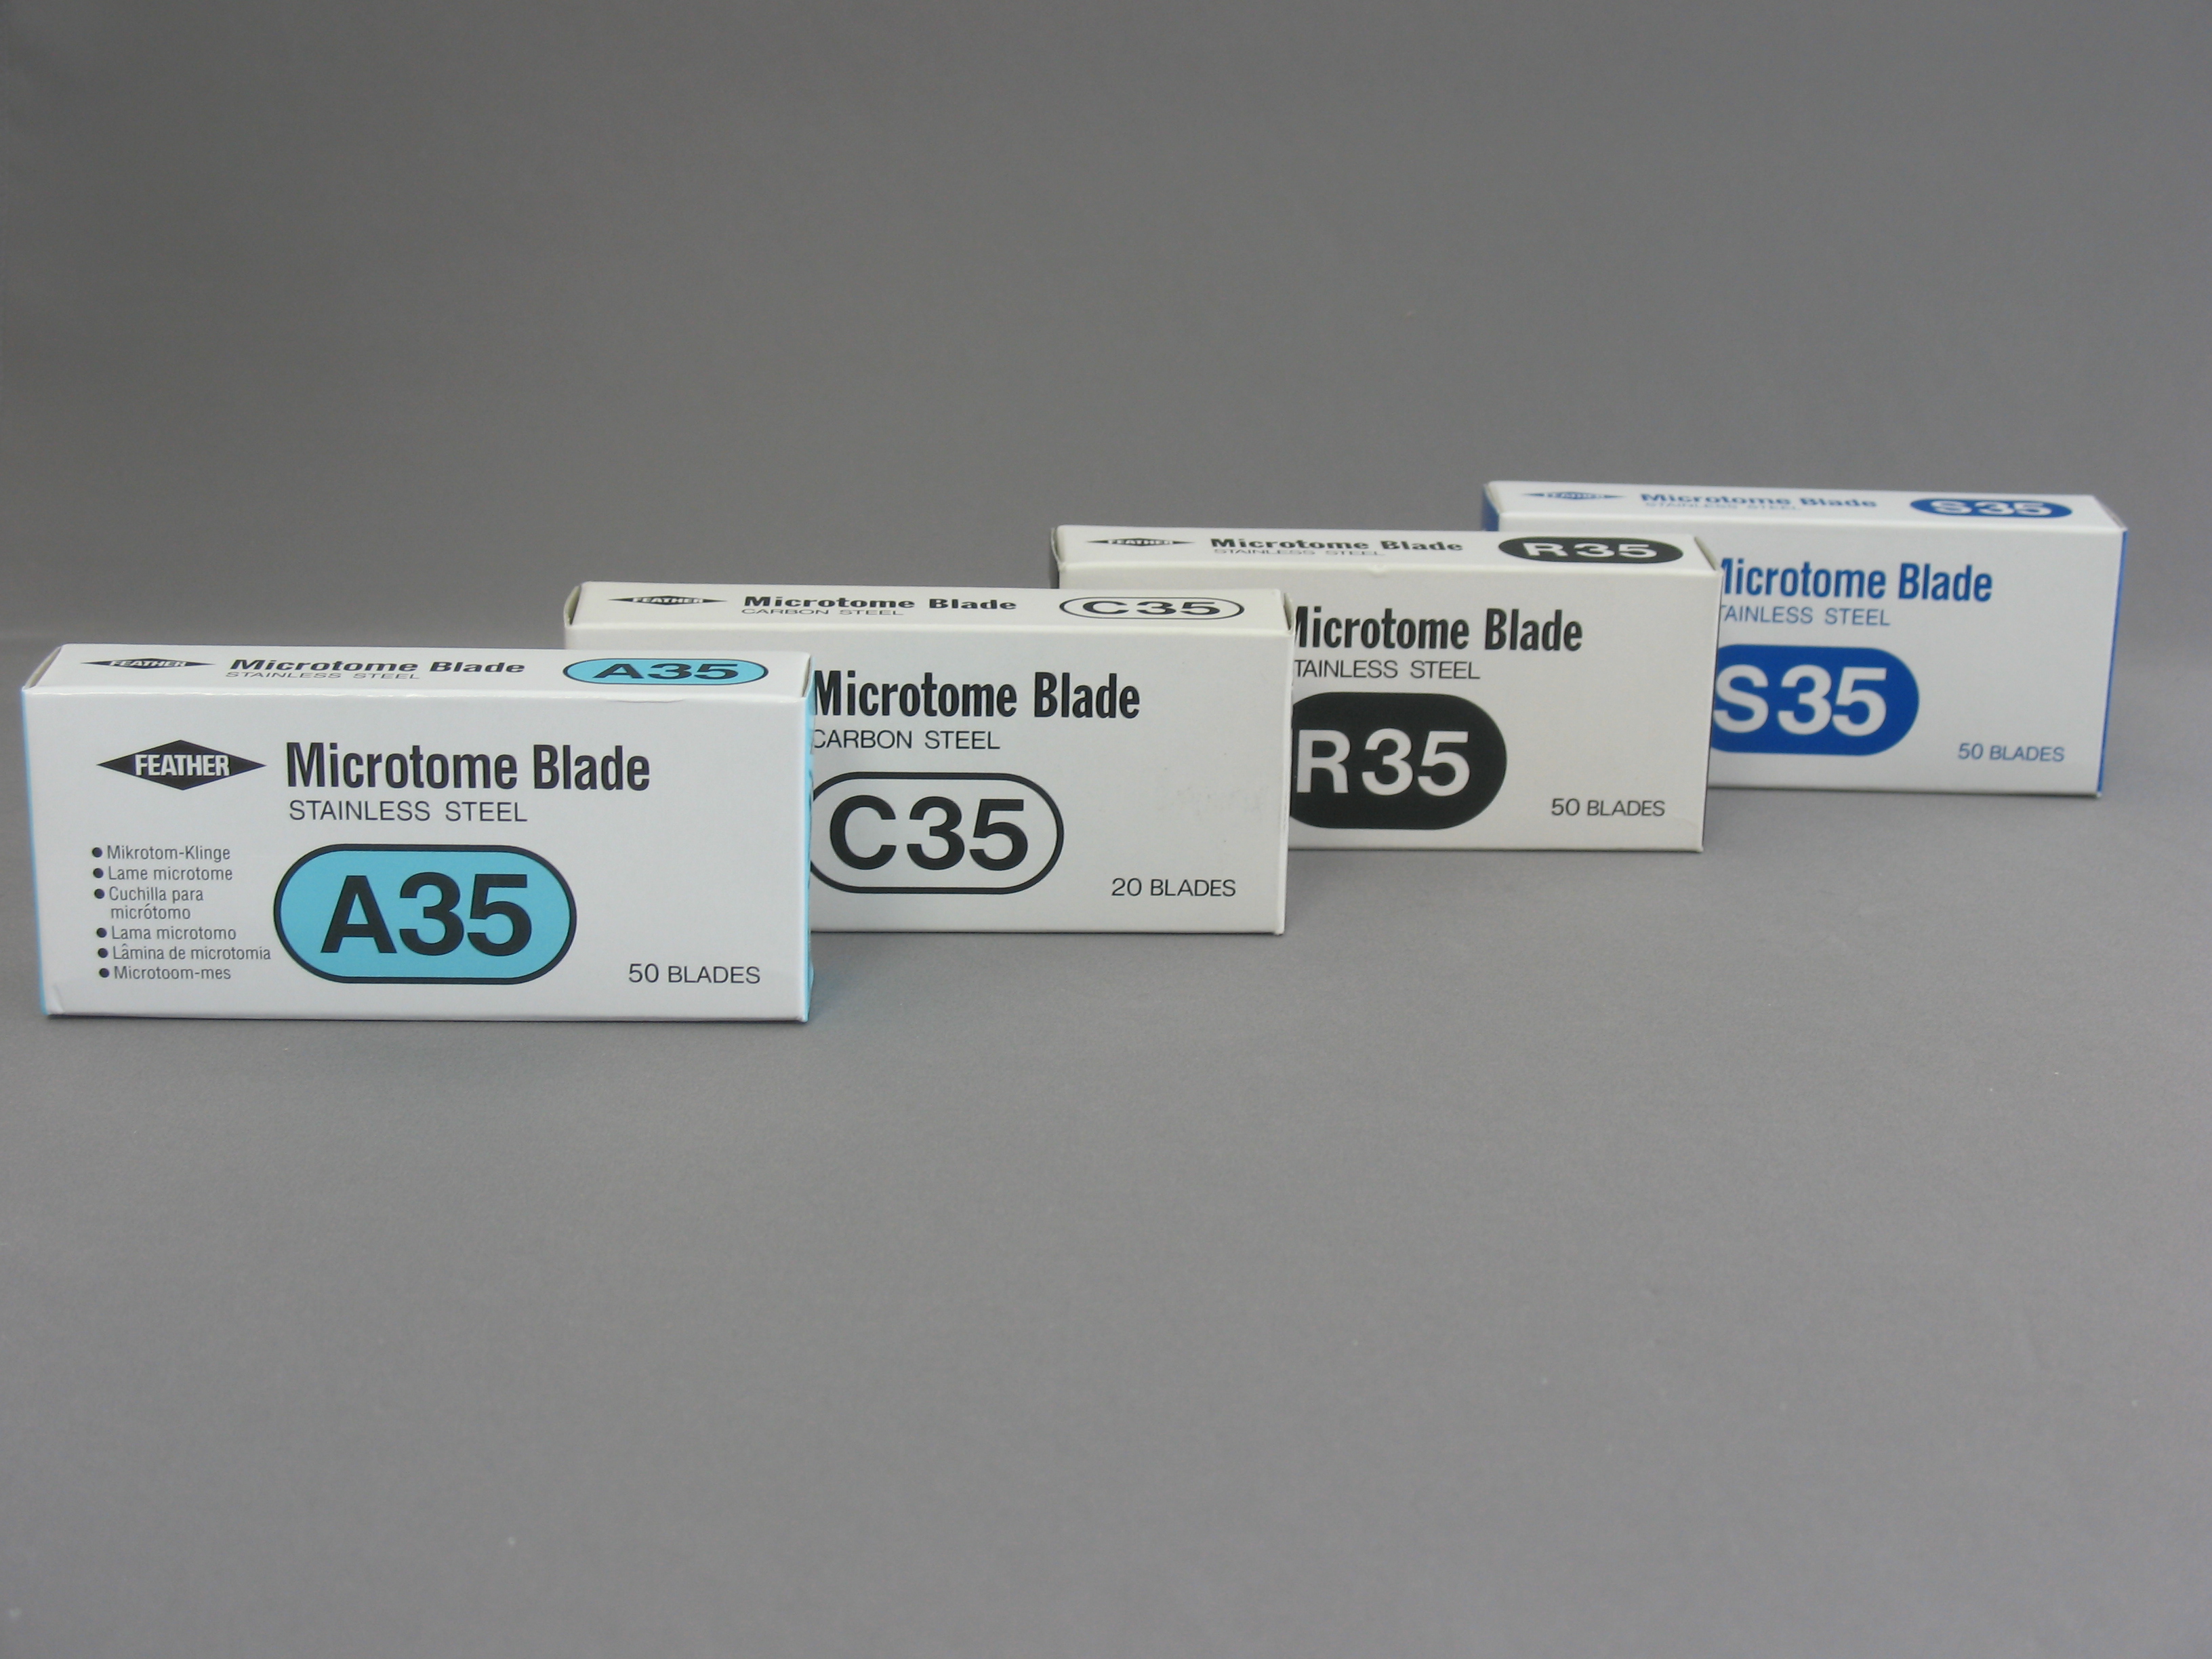 FEATHER Microtome Blade A35
STAINLESS STEEL
FEATHER Microtome Blade
STAINLESS STEEL
● Mikrotom-Klinge
● Lame microtome
● Cuchilla para
micrótomo
● Lama microtomo
● Lâmina de microtomia
● Microtoom-mes
A35
50 BLADES
FEATHER Microtome Blade C35
CARBON STEEL
Microtome Blade
CARBON STEEL
C35
20 BLADES
FEATHER Microtome Blade R35
STAINLESS STEEL
Microtome Blade
TAINLESS STEEL
R35
50 BLADES
FEATHER Microtome Blade S35
STAINLESS STEEL
Microtome Blade
TAINLESS STEEL
S35
50 BLADES